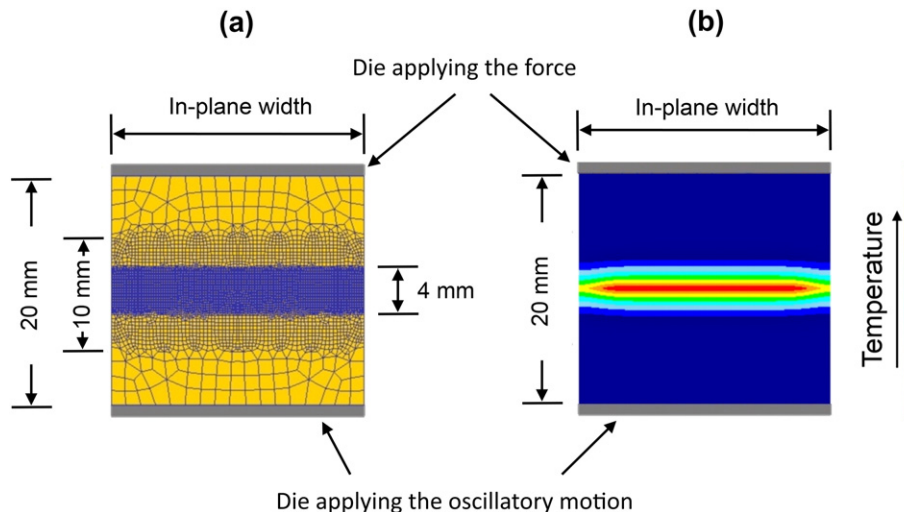 (a)
(b)
Die applying the force
In-plane width
In-plane width
20 mm
10 mm
4 mm
20 mm
Temperature
Die applying the oscillatory motion